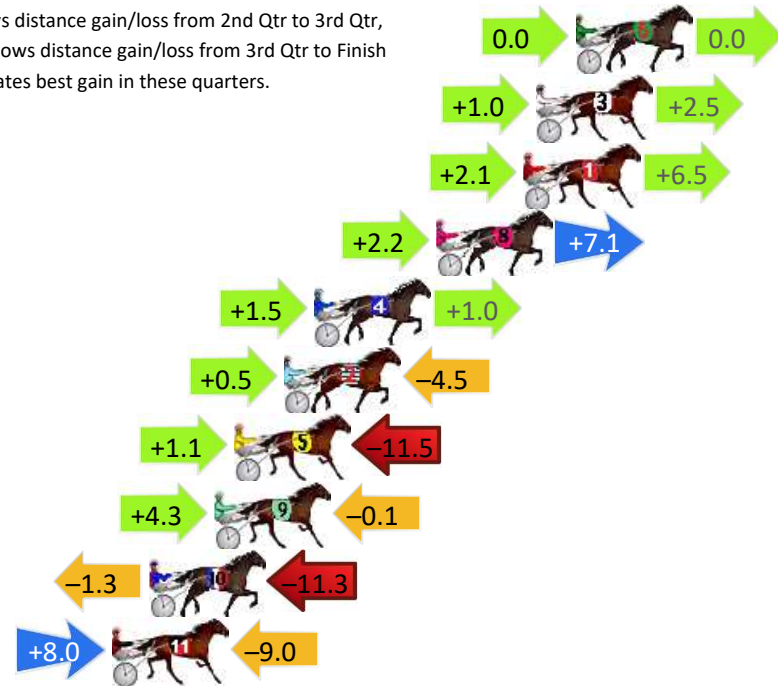 s distance gain/loss from 2nd Qtr to 3rd Qtr,
ows distance gain/loss from 3rd Qtr to Finish
ates best gain in these quarters.
0.0 6 0.0
+1.0 3 +2.5
+2.1 1 +6.5
+2.2 8 +7.1
+1.5 4 +1.0
+0.5 2 −4.5
+1.1 5 −11.5
+4.3 9 −0.1
−1.3 10 −11.3
+8.0 11 −9.0